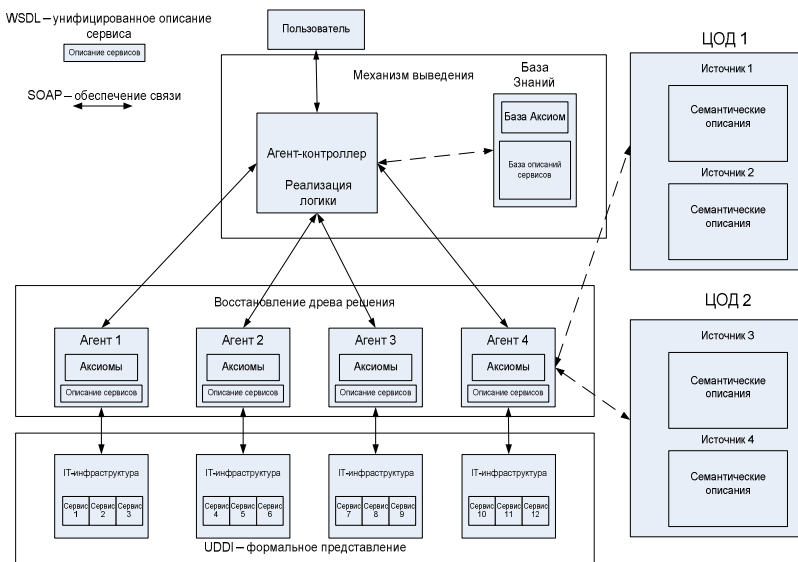 WSDL – унифицированное описание
сервиса
Описание сервисов
SOAP – обеспечение связи
Пользователь
Механизм выведения
База
Знаний
База Аксиом
База описаний
сервисов
Агент-контроллер
Реализация
логики
ЦОД 1
Источник 1
Семантические
описания
Источник 2
Семантические
описания
ЦОД 2
Источник 3
Семантические
описания
Источник 4
Семантические
описания
Восстановление древа решения
Агент 1
Аксиомы
Описание сервисов
Агент 2
Аксиомы
Описание сервисов
Агент 3
Аксиомы
Описание сервисов
Агент 4
Аксиомы
Описание сервисов
IT-инфраструктура
Сервис
1
Сервис
2
Сервис
3
IT-инфраструктура
Сервис
4
Сервис
5
Сервис
6
IT-инфраструктура
Сервис
7
Сервис
8
Сервис
9
IT-инфраструктура
Сервис
10
Сервис
11
Сервис
12
UDDI – формальное представление